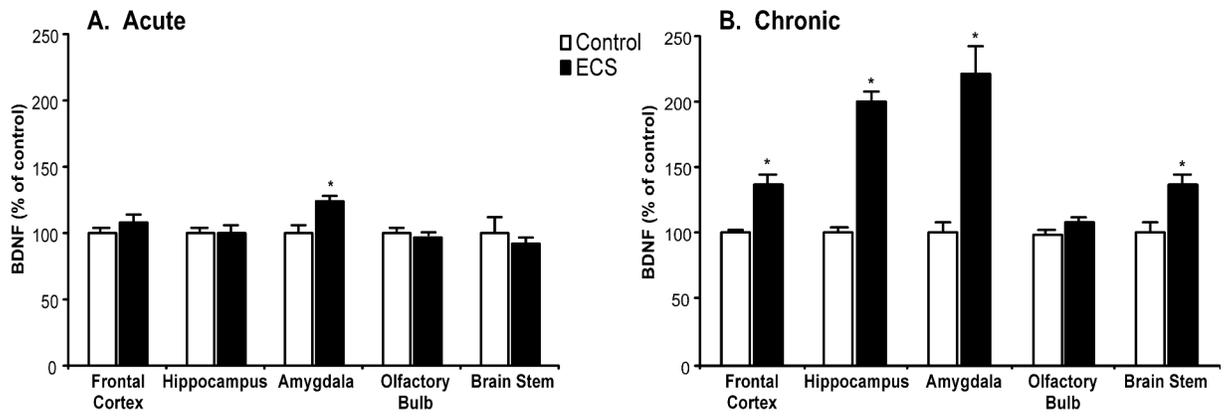 A. Acute
250
200
150
100
50
0
BDNF (% of control)
*
Frontal
Cortex
Hippocampus
Amygdala
Olfactory
Bulb
Brain Stem
Control
ECS
B. Chronic
250
200
150
100
50
0
BDNF (% of control)
*
*
*
*
Frontal
Cortex
Hippocampus
Amygdala
Olfactory
Bulb
Brain Stem